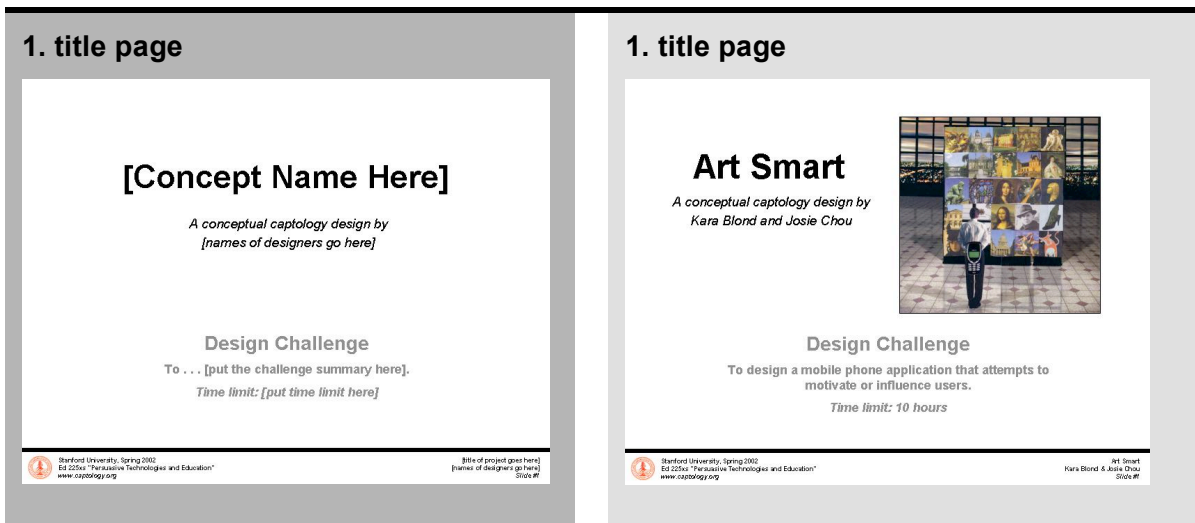 1. title page
[Concept Name Here]
A conceptual captology design by
[names of designers go here]
Design Challenge
To . . . [put the challenge summary here].
Time limit: [put time limit here]
Stanford University, Spring 2002
Ed 225xs "Persuasive Technologies and Education"
www.captology.org
[title of project goes here]
[names of designers go here]
Slide #1
1. title page
Art Smart
A conceptual captology design by
Kara Blond and Josie Chou
Design Challenge
To design a mobile phone application that attempts to
motivate or influence users.
Time limit: 10 hours
Stanford University, Spring 2002
Ed 225xs "Persuasive Technologies and Education"
www.captology.org
Art Smart
Kara Blond & Josie Chou
Slide #1